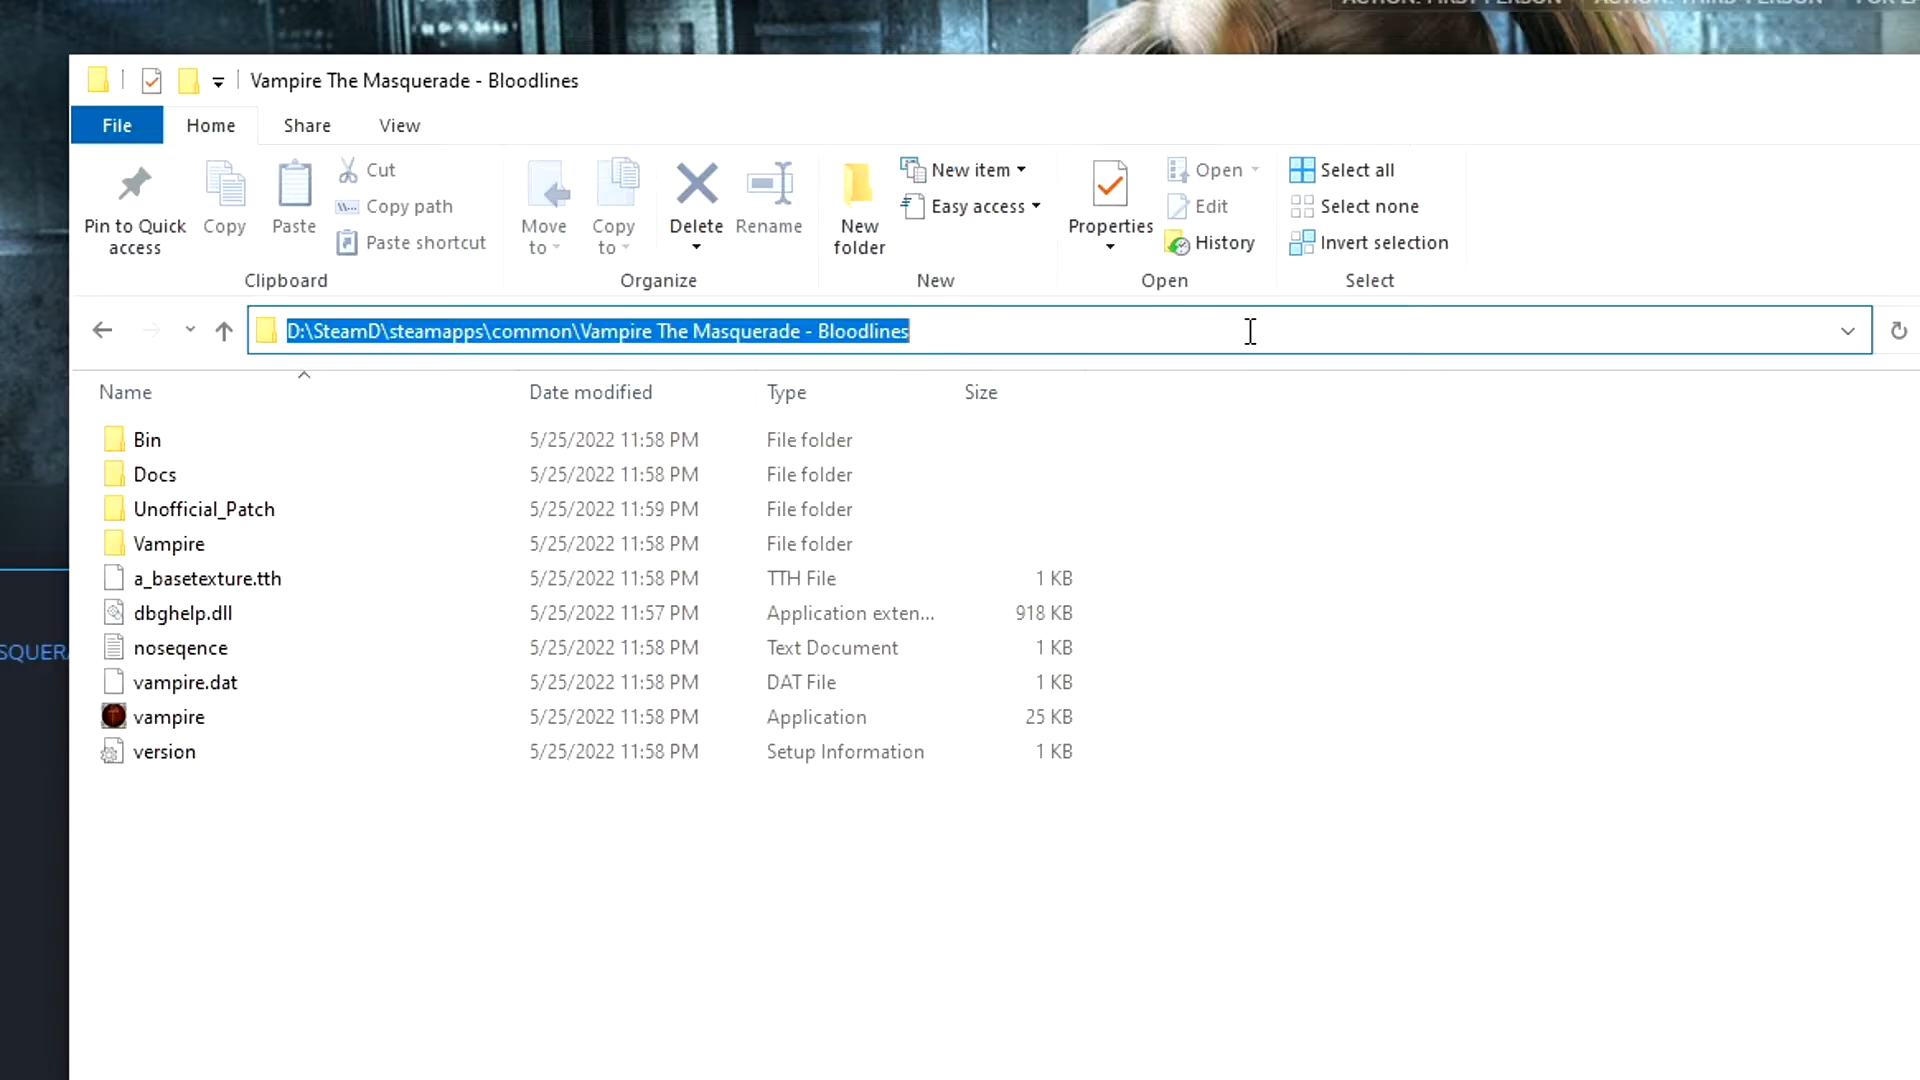 ACTION: FIRST PERSON ACTION: THIRD PERSON
Vampire The Masquerade - Bloodlines
File Home Share View
Pin to Quick access
Copy
Paste
Cut
Copy path
Paste shortcut
Clipboard
Move to
Copy to
Delete
Rename
Organize
New folder
New item
Easy access
New
Properties
Open
Edit
History
Open
Select all
Select none
Invert selection
Select
D:\SteamD\steamapps\common\Vampire The Masquerade - Bloodlines
Name Date modified Type Size
Bin 5/25/2022 11:58 PM File folder
Docs 5/25/2022 11:58 PM File folder
Unofficial_Patch 5/25/2022 11:59 PM File folder
Vampire 5/25/2022 11:58 PM File folder
a_basetexture.tth 5/25/2022 11:58 PM TTH File 1 KB
dbghelp.dll 5/25/2022 11:57 PM Application exten... 918 KB
noseqence 5/25/2022 11:58 PM Text Document 1 KB
vampire.dat 5/25/2022 11:58 PM DAT File 1 KB
vampire 5/25/2022 11:58 PM Application 25 KB
version 5/25/2022 11:58 PM Setup Information 1 KB